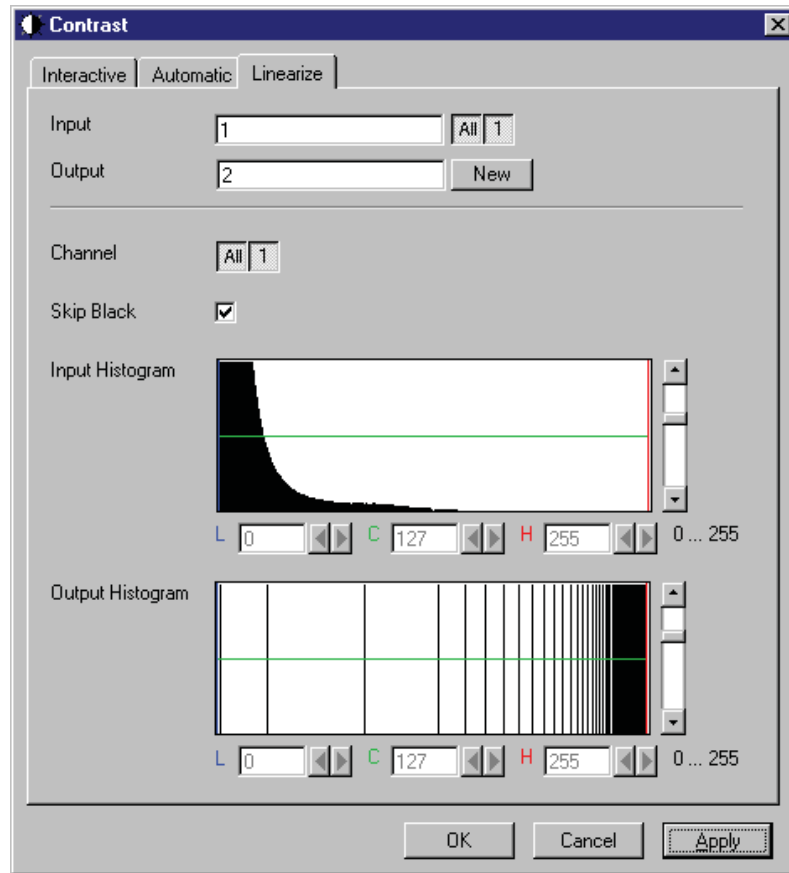 Contrast
Interactive Automatic Linearize
Input 1 All 1
Output 2 New
Channel All 1
Skip Black
Input Histogram
L 0 C 127 H 255 0 ... 255
Output Histogram
L 0 C 127 H 255 0 ... 255
OK Cancel Apply